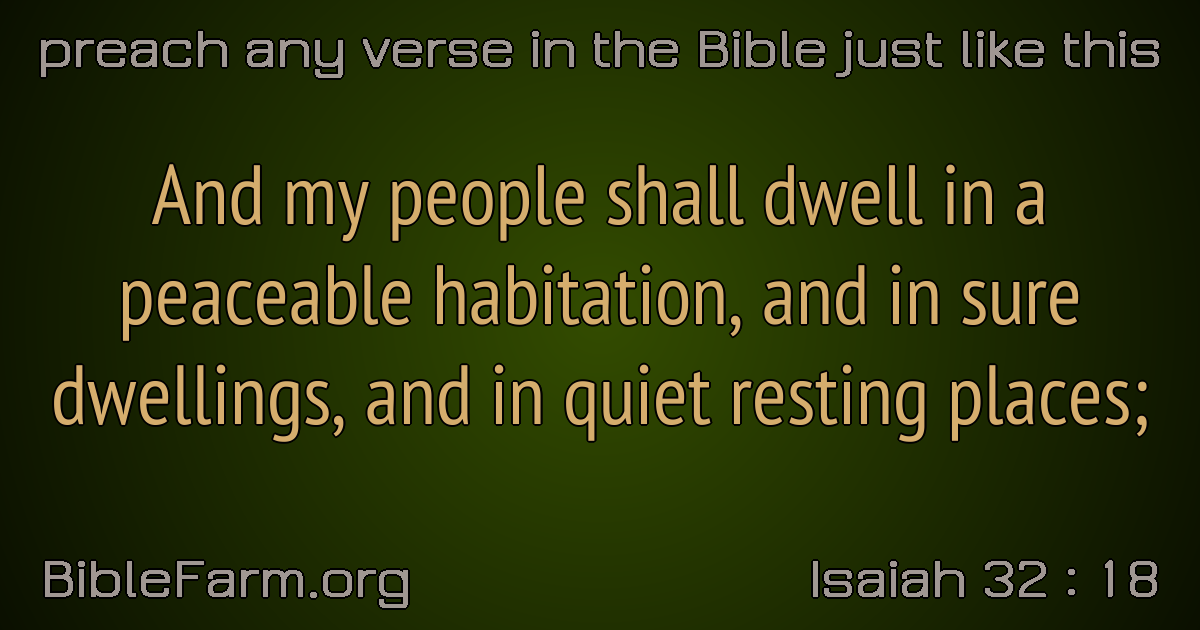 preach any verse in the Bible just like this
And my people shall dwell in a
peaceable habitation, and in sure
dwellings, and in quiet resting places;
BibleFarm.org
Isaiah 32 : 18